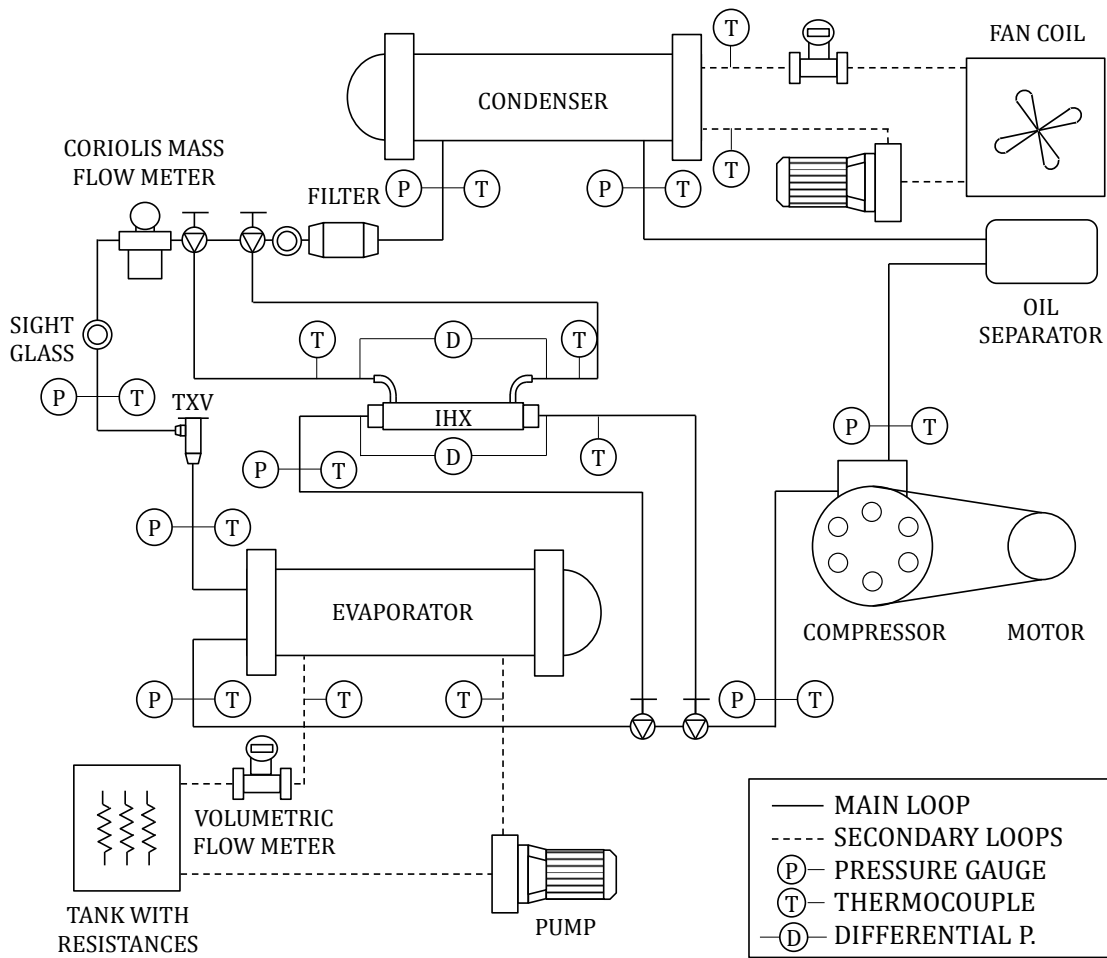 T
FAN COIL
CONDENSER
CORIOLIS MASS
FLOW METER
T
P
T
P
T
FILTER
OIL
SEPARATOR
SIGHT
GLASS
T
D
T
P
T
TXV
IHX
P
T
D
T
P
T
P
T
EVAPORATOR
COMPRESSOR
MOTOR
P
T
T
T
P
T
VOLUMETRIC
FLOW METER
TANK WITH
RESISTANCES
PUMP
MAIN LOOP
SECONDARY LOOPS
P
PRESSURE GAUGE
T
THERMOCOUPLE
D
DIFFERENTIAL P.